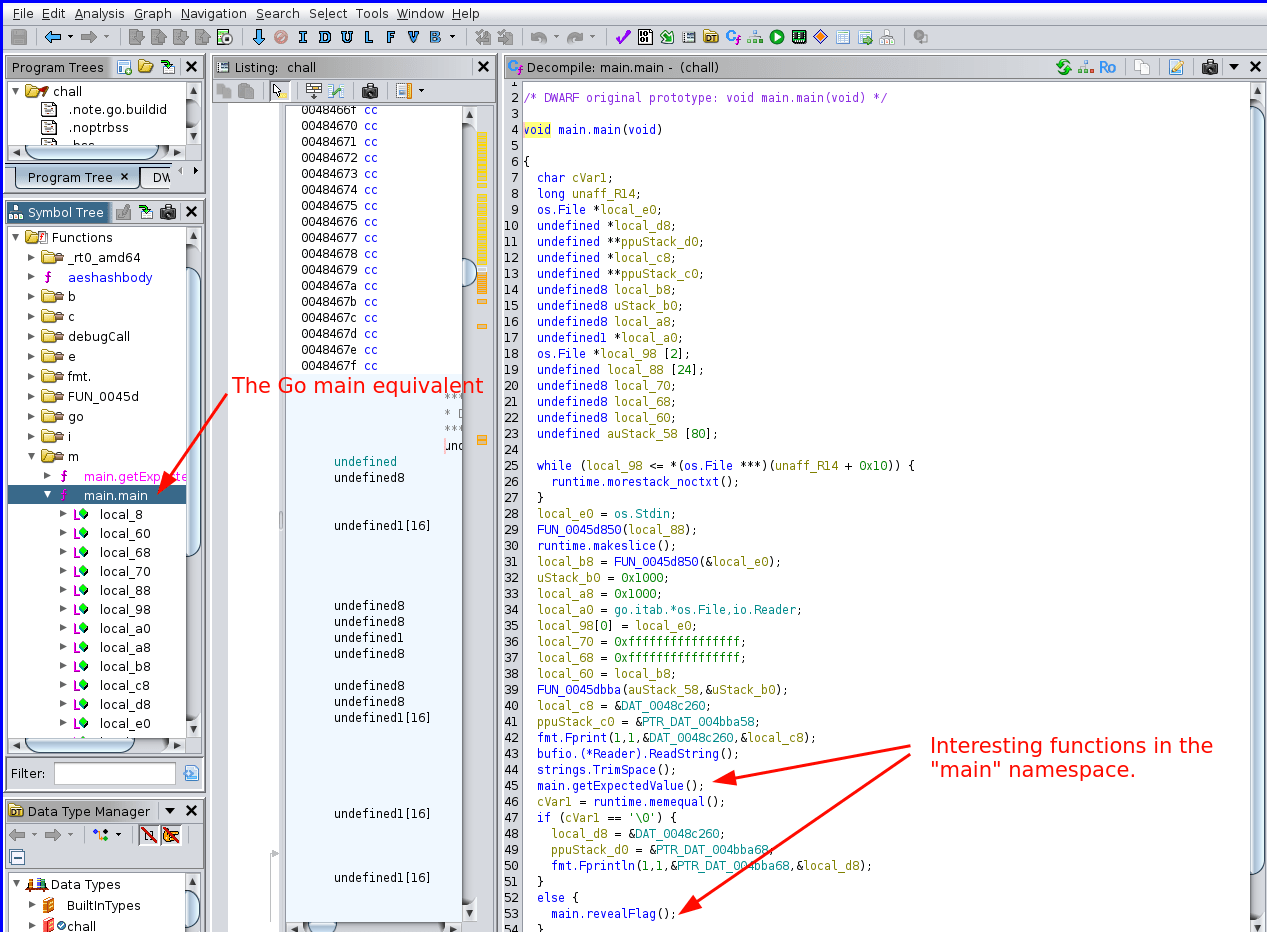 File Edit Analysis Graph Navigation Search Select Tools Window Help
I D U L F V B
Program Trees
chall
.note.go.buildid
.noptrbss
.bss
Program Tree
DW
Symbol Tree
Functions
_rt0_amd64
aeshashbody
b
c
debugCall
e
fmt.
FUN_0045d
go
i
m
main.getExpecte
main.main
local_8
local_60
local_68
local_70
local_88
local_98
local_a0
local_a8
local_b8
local_c8
local_d8
local_e0
Filter:
Data Type Manager
Data Types
BuiltInTypes
chall
Listing: chall
0048466f cc
00484670 cc
00484671 cc
00484672 cc
00484673 cc
00484674 cc
00484675 cc
00484676 cc
00484677 cc
00484678 cc
00484679 cc
0048467a cc
0048467b cc
0048467c cc
0048467d cc
0048467e cc
0048467f cc
The Go main equivalent
**
*
**
und
undefined
undefined8
undefined1[16]
undefined8
undefined8
undefined1
undefined8
undefined8
undefined8
undefined1[16]
undefined1[16]
undefined1[16]
Decompile: main.main - (chall)
Ro
1
2 /* DWARF original prototype: void main.main(void) */
3
4 void main.main(void)
5
6 {
7 char cVar1;
8 long unaff_R14;
9 os.File *local_e0;
10 undefined *local_d8;
11 undefined **ppuStack_d0;
12 undefined *local_c8;
13 undefined **ppuStack_c0;
14 undefined8 local_b8;
15 undefined8 uStack_b0;
16 undefined8 local_a8;
17 undefined1 *local_a0;
18 os.File *local_98 [2];
19 undefined local_88 [24];
20 undefined8 local_70;
21 undefined8 local_68;
22 undefined8 local_60;
23 undefined auStack_58 [80];
24
25 while (local_98 <= *(os.File ***)(unaff_R14 + 0x10)) {
26 runtime.morestack_noctxt();
27 }
28 local_e0 = os.Stdin;
29 FUN_0045d850(local_88);
30 runtime.makeslice();
31 local_b8 = FUN_0045d850(&local_e0);
32 uStack_b0 = 0x1000;
33 local_a8 = 0x1000;
34 local_a0 = go.itab.*os.File,io.Reader;
35 local_98[0] = local_e0;
36 local_70 = 0xffffffffffffffff;
37 local_68 = 0xffffffffffffffff;
38 local_60 = local_b8;
39 FUN_0045dbba(auStack_58,&uStack_b0);
40 local_c8 = &DAT_0048c260;
41 ppuStack_c0 = &PTR_DAT_004bba58;
42 fmt.Fprint(1,1,&DAT_0048c260,&local_c8);
43 bufio.(*Reader).ReadString();
44 strings.TrimSpace();
45 main.getExpectedValue();
46 cVar1 = runtime.memequal();
47 if (cVar1 == '\0') {
48 local_d8 = &DAT_0048c260;
49 ppuStack_d0 = &PTR_DAT_004bba68;
50 fmt.Fprintln(1,1,&PTR_DAT_004bba68,&local_d8);
51 }
52 else {
53 main.revealFlag();
54 }
Interesting functions in the
"main" namespace.